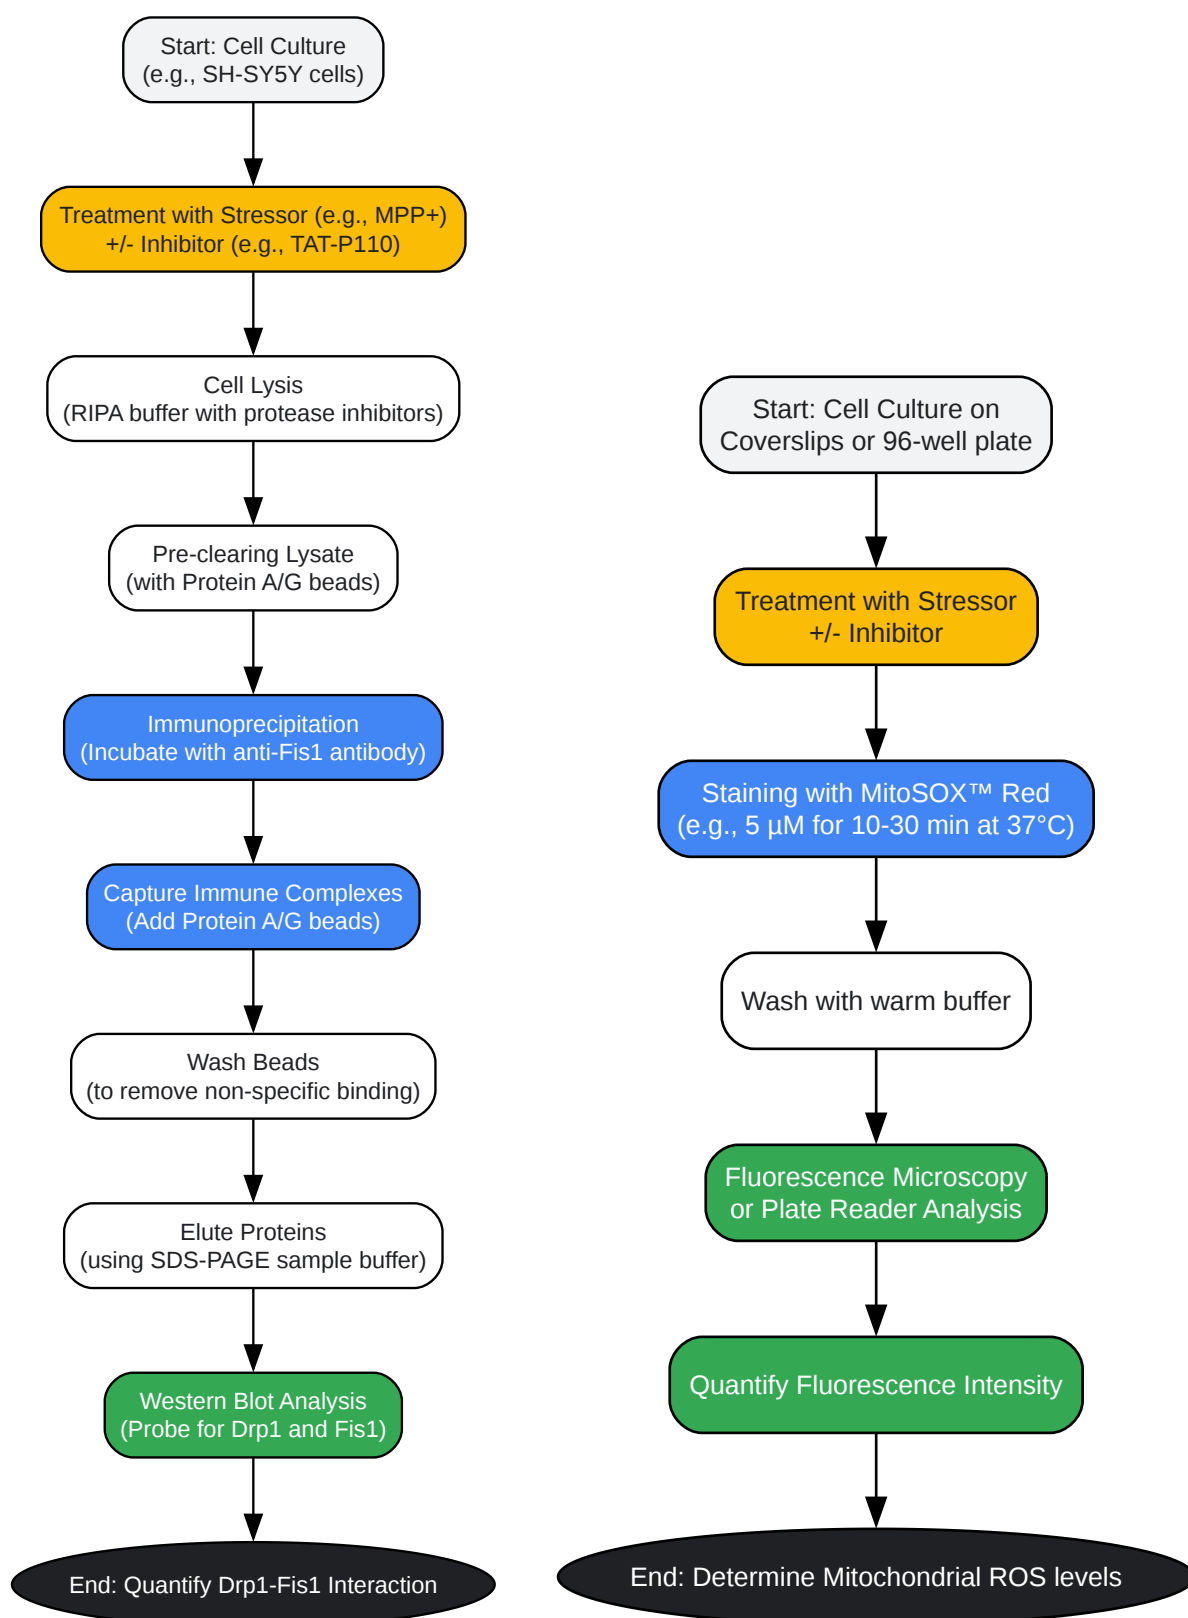 Start: Cell Culture
(e.g., SH-SY5Y cells)
Treatment with Stressor (e.g., MPP+)
+/- Inhibitor (e.g., TAT-P110)
Cell Lysis
(RIPA buffer with protease inhibitors)
Pre-clearing Lysate
(with Protein A/G beads)
Immunoprecipitation
(Incubate with anti-Fis1 antibody)
Capture Immune Complexes
(Add Protein A/G beads)
Wash Beads
(to remove non-specific binding)
Elute Proteins
(using SDS-PAGE sample buffer)
Western Blot Analysis
(Probe for Drp1 and Fis1)
End: Quantify Drp1-Fis1 Interaction
Start: Cell Culture on
Coverslips or 96-well plate
Treatment with Stressor
+/- Inhibitor
Staining with MitoSOX™ Red
(e.g., 5 µM for 10-30 min at 37°C)
Wash with warm buffer
Fluorescence Microscopy
or Plate Reader Analysis
Quantify Fluorescence Intensity
End: Determine Mitochondrial ROS levels